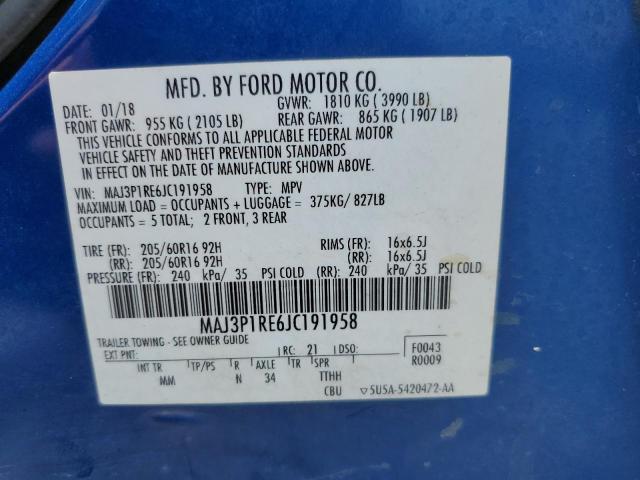 MFD. BY FORD MOTOR CO.
DATE: 01/18 GVWR: 1810 KG ( 3990 LB)
FRONT GAWR: 955 KG ( 2105 LB) REAR GAWR: 865 KG ( 1907 LB)
THIS VEHICLE CONFORMS TO ALL APPLICABLE FEDERAL MOTOR
VEHICLE SAFETY AND THEFT PREVENTION STANDARDS
IN EFFECT ON THE DATE OF MANUFACTURE SHOWN ABOVE.
VIN: MAJ3P1RE6JC191958 TYPE: MPV
MAXIMUM LOAD = OCCUPANTS + LUGGAGE = 375KG/ 827LB
OCCUPANTS = 5 TOTAL; 2 FRONT, 3 REAR
TIRE (FR): 205/60R16 92H RIMS (FR): 16x6.5J
(RR): 205/60R16 92H (RR): 16x6.5J
PRESSURE (FR): 240 kPa/ 35 PSI COLD (RR): 240 kPa/ 35 PSI COLD
MAJ3P1RE6JC191958
TRAILER TOWING - SEE OWNER GUIDE
EXT PNT: RC: 21 DSO: F0043
INT TR TP/PS R AXLE TR SPR R0009
MM N 34 TTHH
CBU 5U5A-5420472-AA